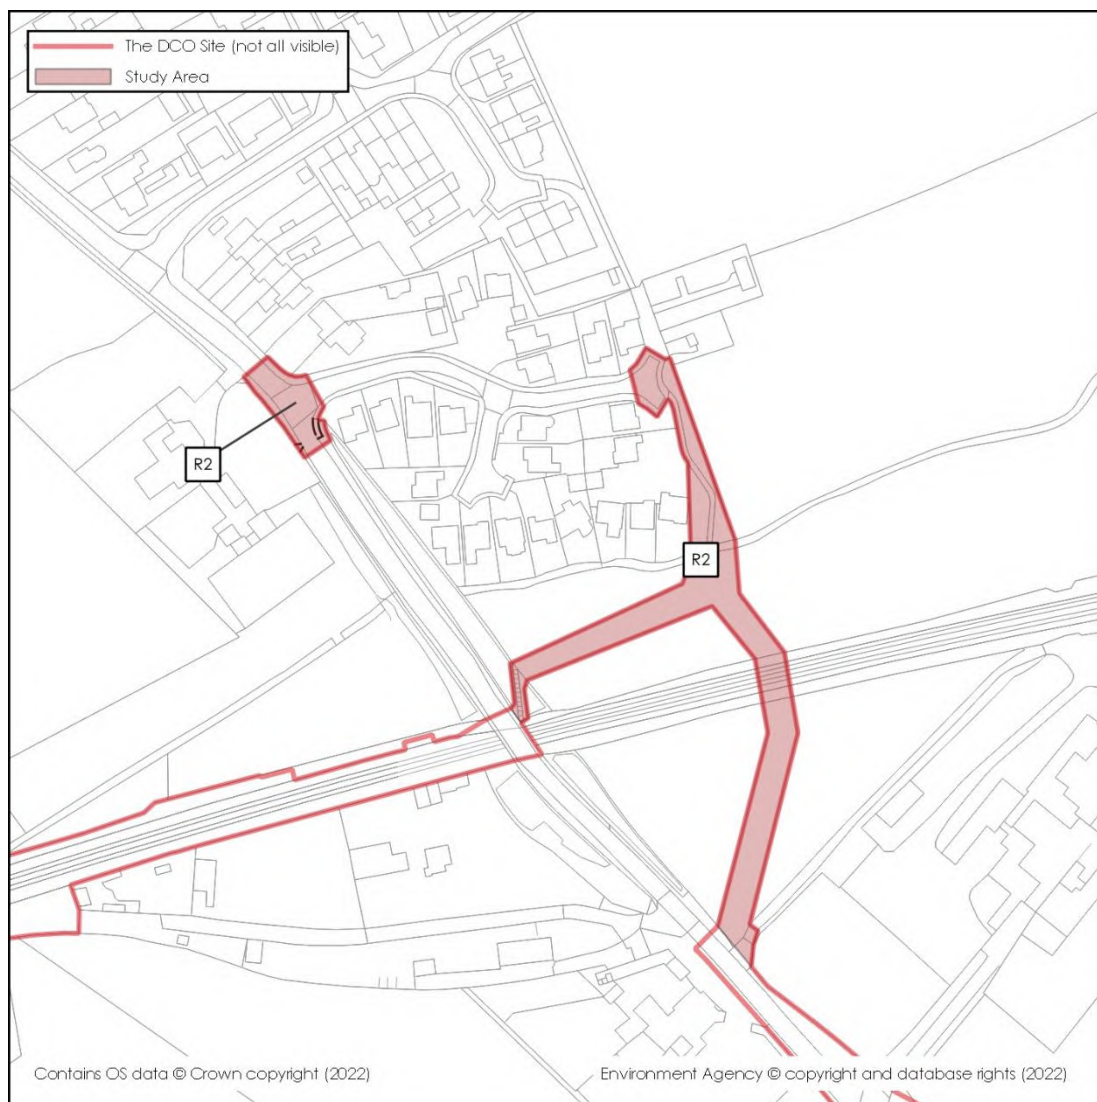 The DCO Site (not all visible)
Study Area
R2
R2
Contains OS data © Crown copyright (2022)
Environment Agency © copyright and database rights (2022)